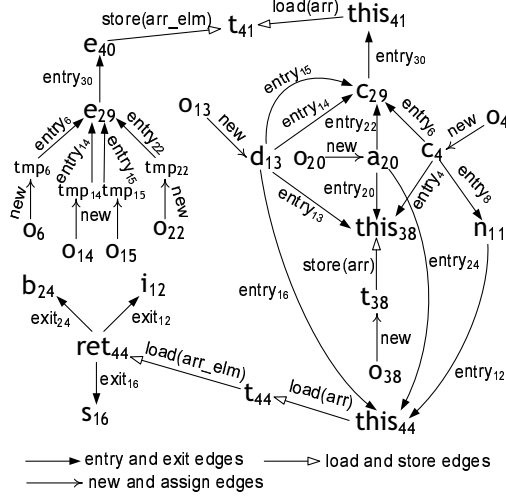 store(arr_elm) t₄₁ load(arr) this₄₁
e₄₀
entry₃₀ entry₃₀
entry₁₅ c₂₉
e₂₉ o₁₃ entry₁₄ entry₆ o₄
entry₆ entry₁₄ entry₁₅ entry₂₂ new entry₂₂ new
d₁₃ o₂₀ new a₂₀ c₄
tmp₆ tmp₁₄ tmp₁₅ tmp₂₂ entry₂₀ entry₄ entry₈
new new new entry₁₃
o₆ o₁₄ o₁₅ o₂₂ this₃₈ n₁₁
store(arr) entry₂₄
b₂₄ i₁₂ entry₁₆ t₃₈
exit₂₄ exit₁₂ new
ret₄₄ load(arr_elm) o₃₈ entry₁₂
exit₁₆ t₄₄ load(arr)
s₁₆ this₄₄
entry and exit edges load and store edges
new and assign edges